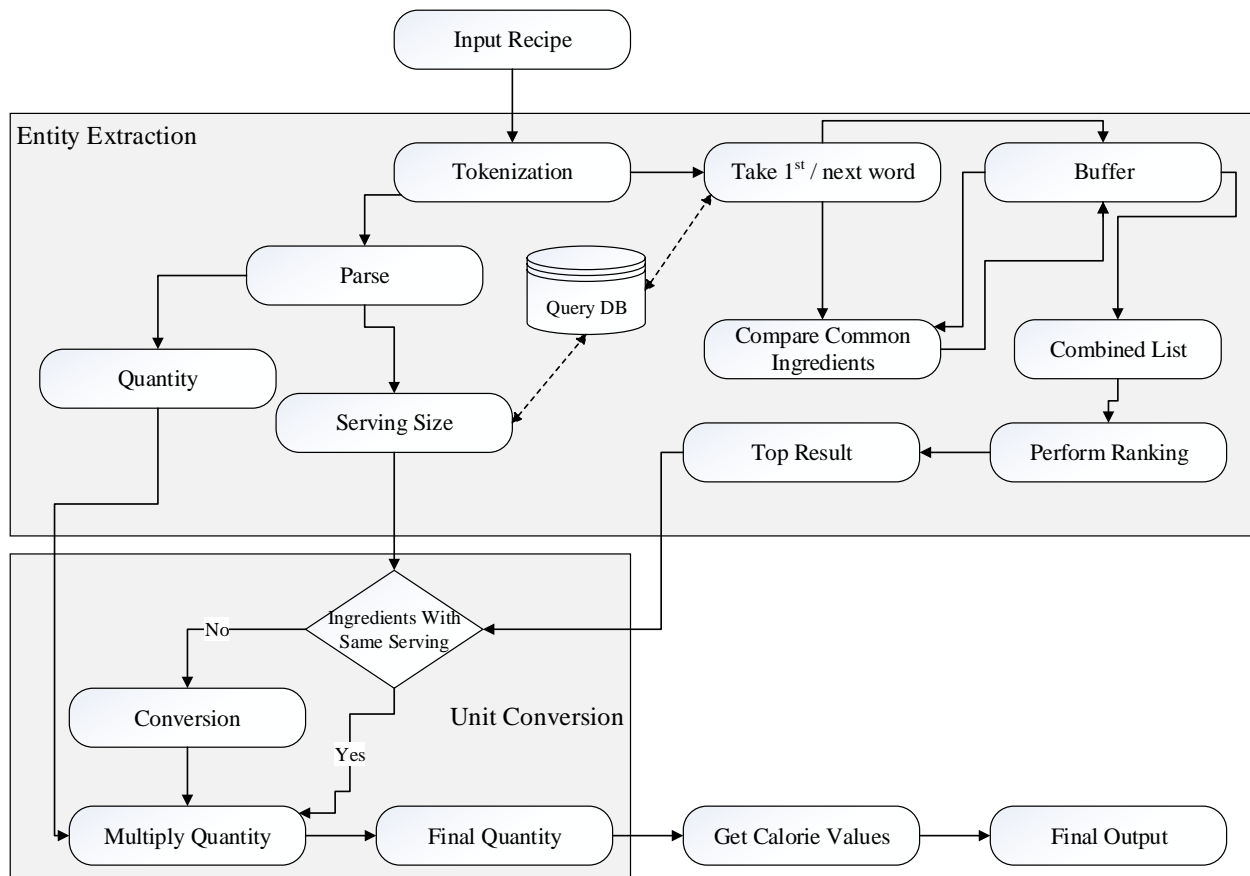 Input Recipe
Entity Extraction
Tokenization
Take 1st / next word
Buffer
Parse
Query DB
Compare Common
Ingredients
Combined List
Quantity
Serving Size
Top Result
Perform Ranking
Ingredients With
Same Serving
No
Conversion
Unit Conversion
Yes
Multiply Quantity
Final Quantity
Get Calorie Values
Final Output